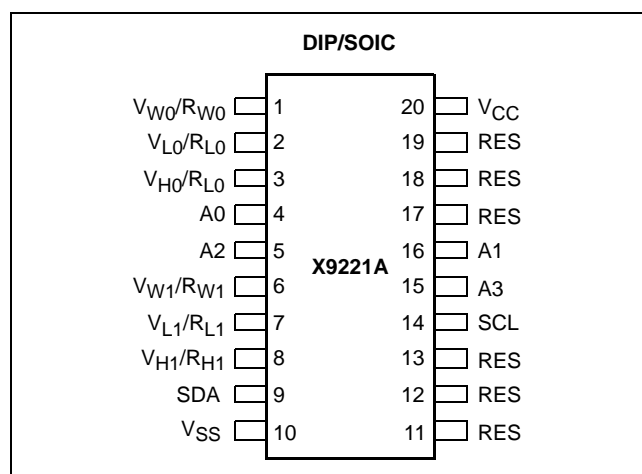 DIP/SOIC
VW0/RW0 1 20 VCC
VL0/RL0 2 19 RES
VH0/RL0 3 18 RES
A0 4 17 RES
A2 5 16 A1
X9221A
VW1/RW1 6 15 A3
VL1/RL1 7 14 SCL
VH1/RH1 8 13 RES
SDA 9 12 RES
VSS 10 11 RES